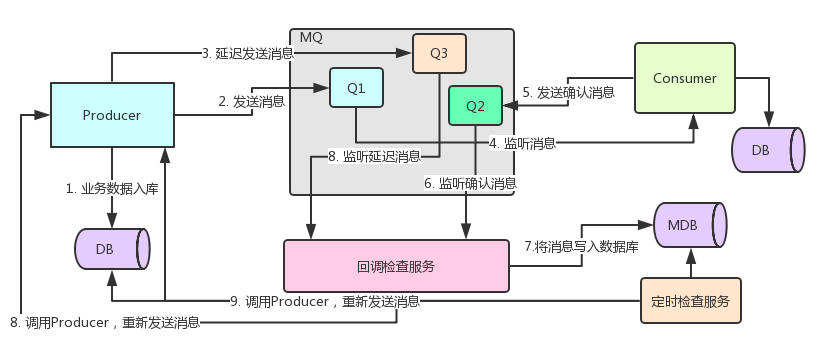 MQ
3. 延迟发送消息
Q3
Consumer
Q1
5. 发送确认消息
2. 发送消息
Q2
Producer
4. 监听消息
DB
8. 监听延迟消息
6. 监听确认消息
1. 业务数据入库
MDB
DB
7.将消息写入数据库
回调检查服务
9. 调用Producer，重新发送消息
定时检查服务
8. 调用Producer，重新发送消息